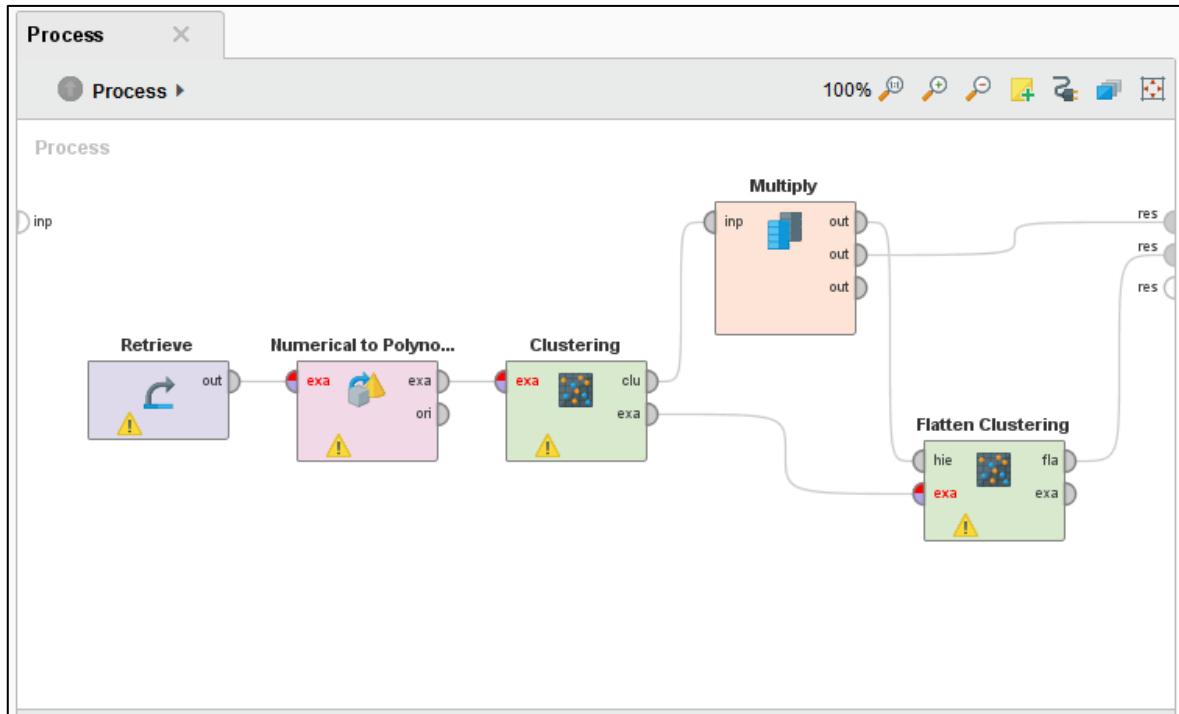 Process
Process
100%
Process
inp
Multiply
inp out
out
out
res
res
res
Retrieve
out
Numerical to Polyno...
exa exa
ori
Clustering
exa clu
exa
Flatten Clustering
hie fla
exa exa